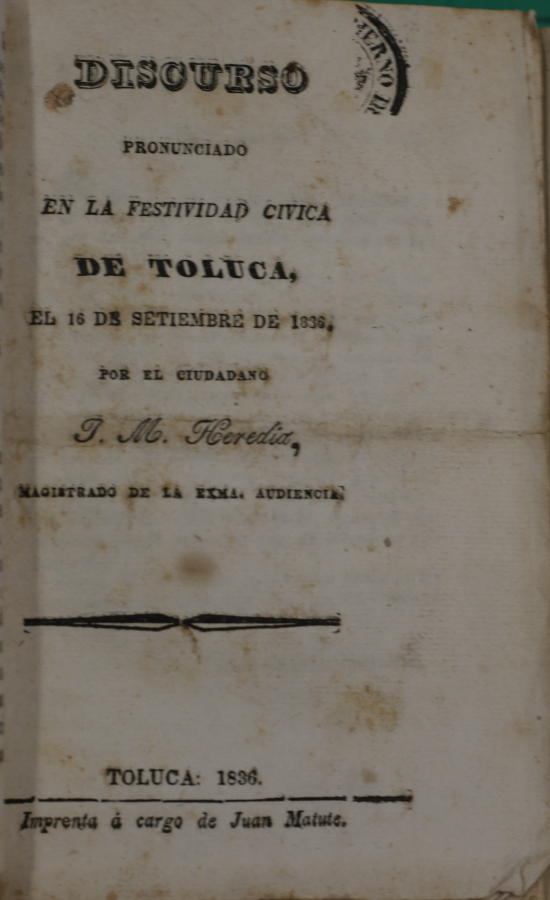 DISCURSO
PRONUNCIADO
EN LA FESTIVIDAD CIVICA
DE TOLUCA,
EL 16 DE SETIEMBRE DE 1836,
POR EL CIUDADANO
J. M. Heredia,
MAGISTRADO DE LA EXMA. AUDIENCIA.
TOLUCA: 1836.
Imprenta á cargo de Juan Matute.